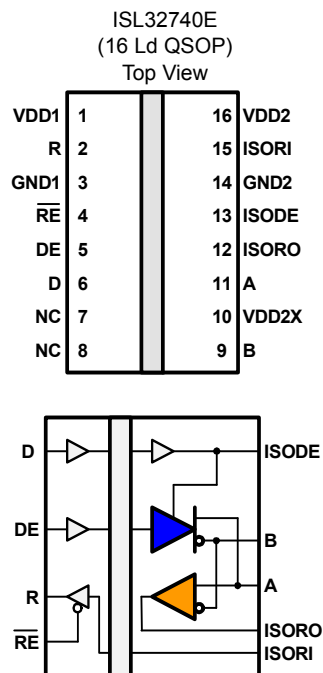 ISL32740E
(16 Ld QSOP)
Top View
VDD1 1 16 VDD2
R 2 15 ISORI
GND1 3 14 GND2
RE 4 13 ISODE
DE 5 12 ISORO
D 6 11 A
NC 7 10 VDD2X
NC 8 9 B
D ISODE
DE B
R A
ISORO
RE ISORI